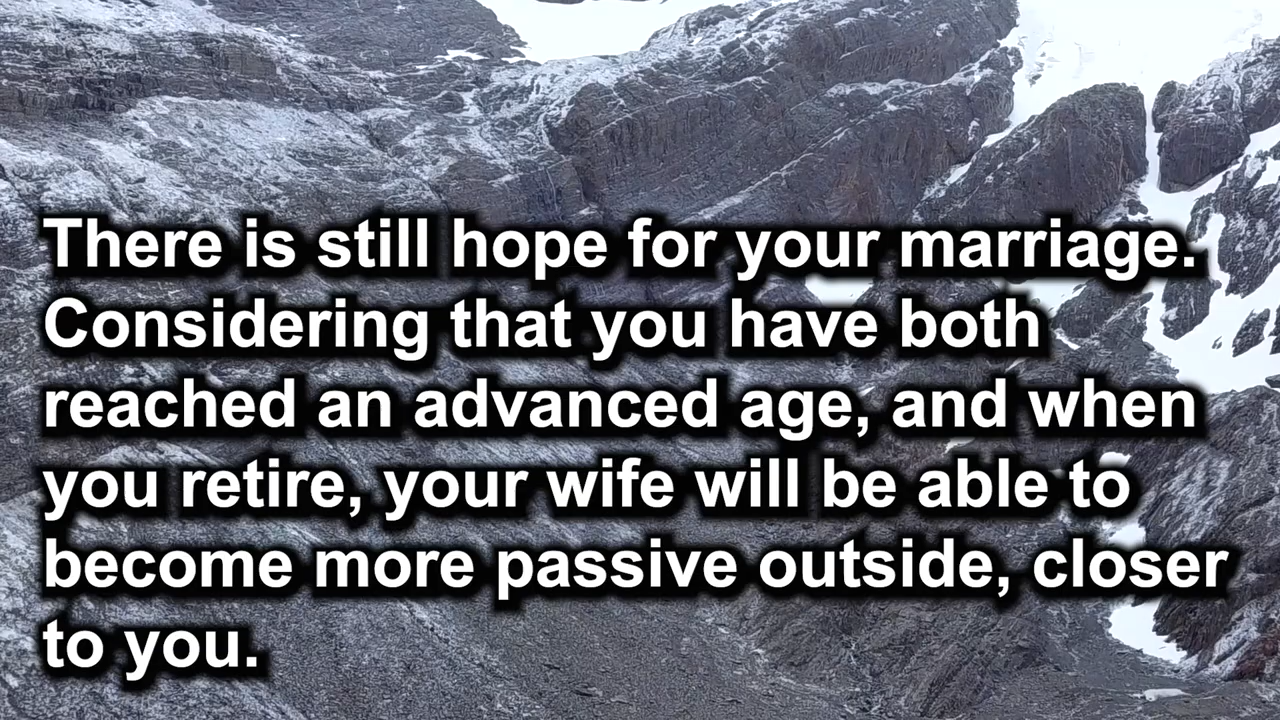 There is still hope for your marriage.
Considering that you have both
reached an advanced age, and when
you retire, your wife will be able to
become more passive outside, closer
to you.